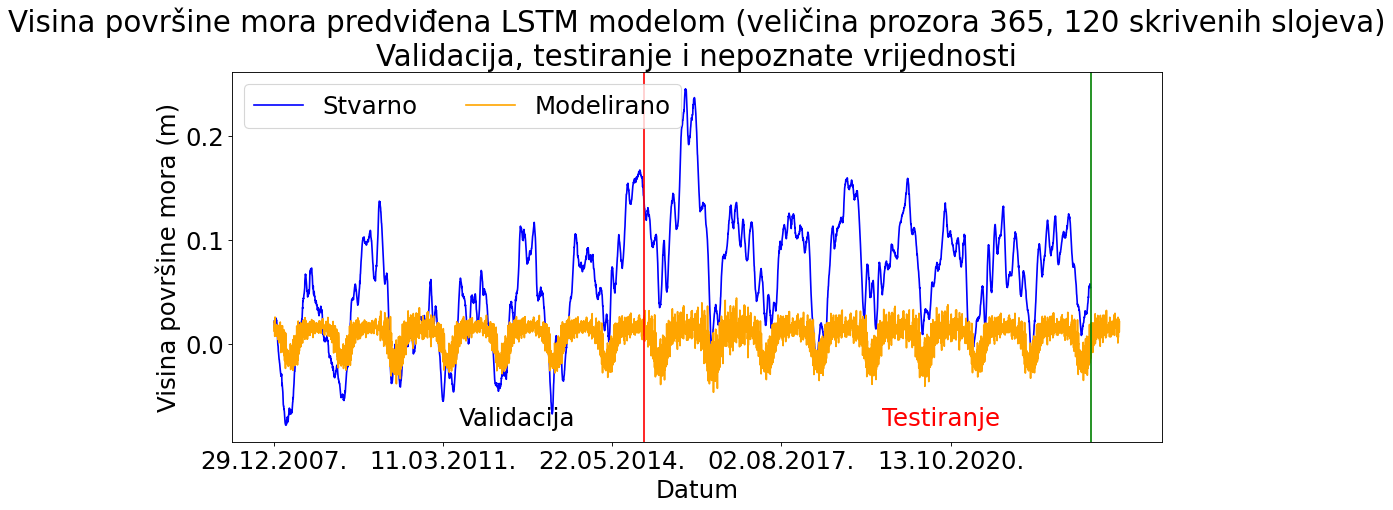 Visina površine mora predviđena LSTM modelom (veličina prozora 365, 120 skrivenih slojeva)
Validacija, testiranje i nepoznate vrijednosti
Stvarno
Modelirano
Visina površine mora (m)
0.2
0.1
0.0
Validacija
Testiranje
29.12.2007.
11.03.2011.
22.05.2014.
02.08.2017.
13.10.2020.
Datum